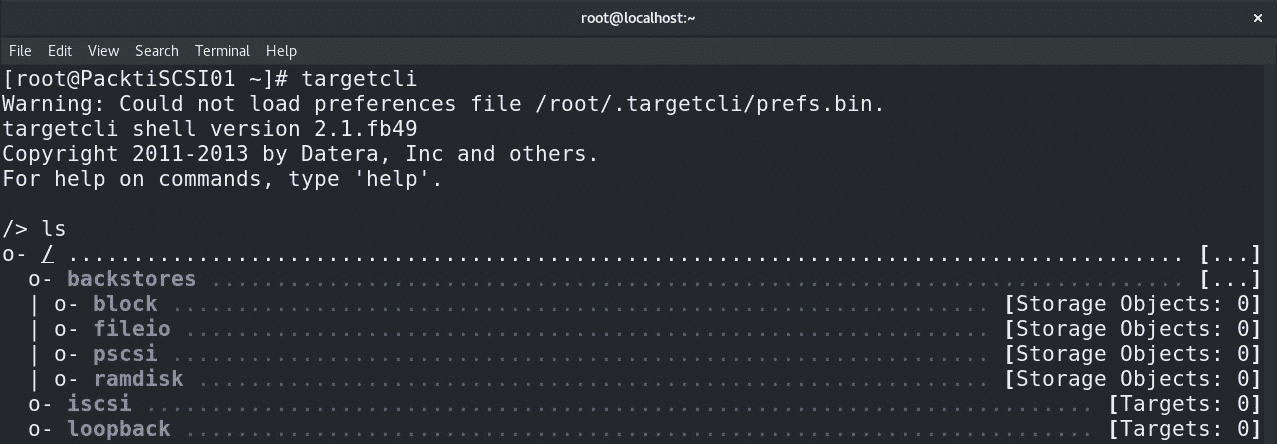 root@localhost:~ ×
File Edit View Search Terminal Help
[root@PacktiSCSI01 ~]# targetcli
Warning: Could not load preferences file /root/.targetcli/prefs.bin.
targetcli shell version 2.1.fb49
Copyright 2011-2013 by Datera, Inc and others.
For help on commands, type 'help'.

/> ls
o- / ...................................................................................... [...]
  o- backstores ........................................................................... [...]
  | o- block ............................................................... [Storage Objects: 0]
  | o- fileio .............................................................. [Storage Objects: 0]
  | o- pscsi ............................................................... [Storage Objects: 0]
  | o- ramdisk ............................................................. [Storage Objects: 0]
  o- iscsi ......................................................................... [Targets: 0]
  o- loopback ...................................................................... [Targets: 0]